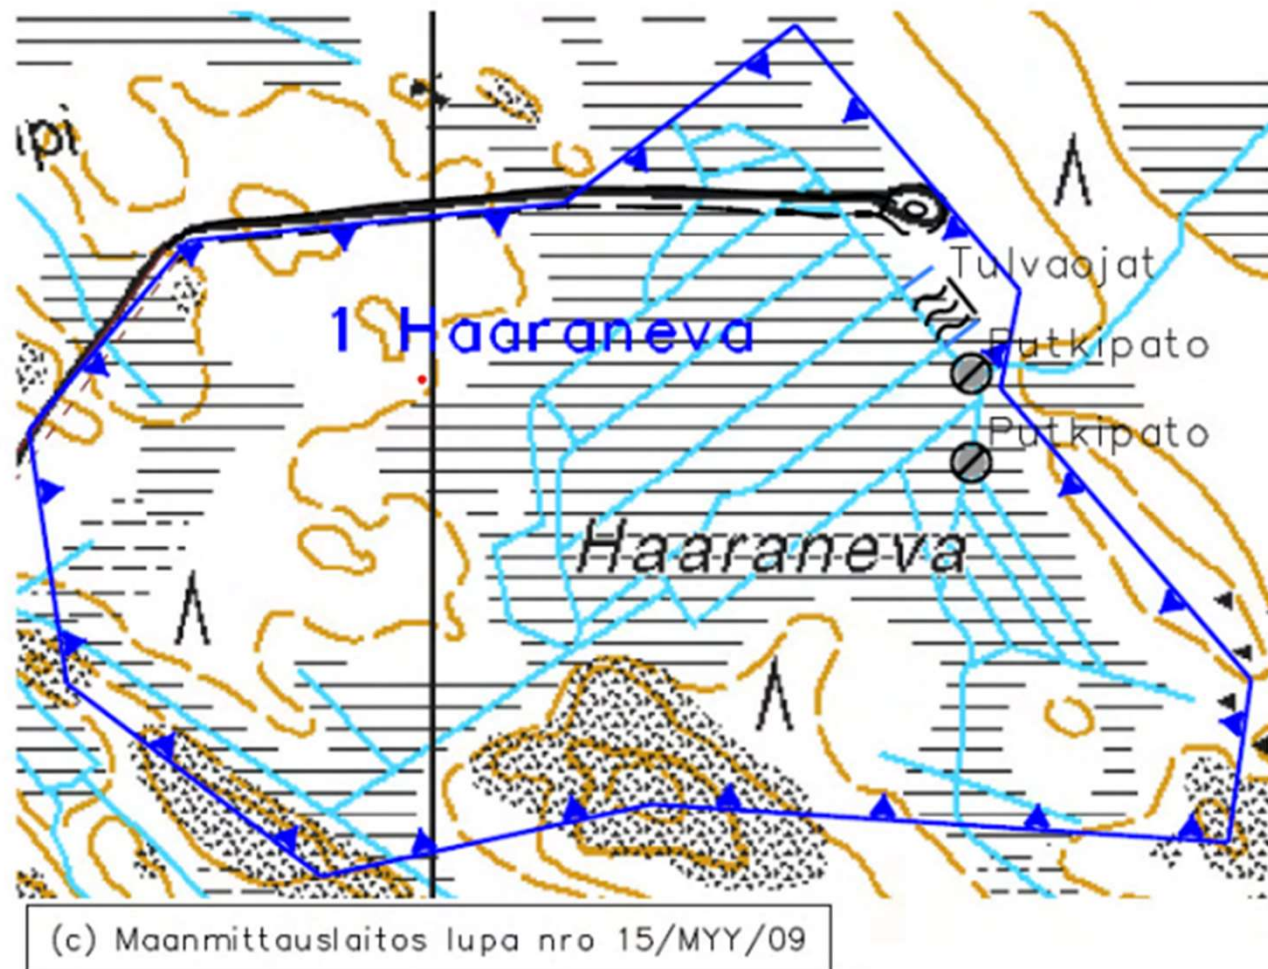 ipi
Tulvaojat
1 Haaraneva
Putkipato
Putkipato
Haaraneva
(c) Maanmittauslaitos lupa nro 15/MYY/09